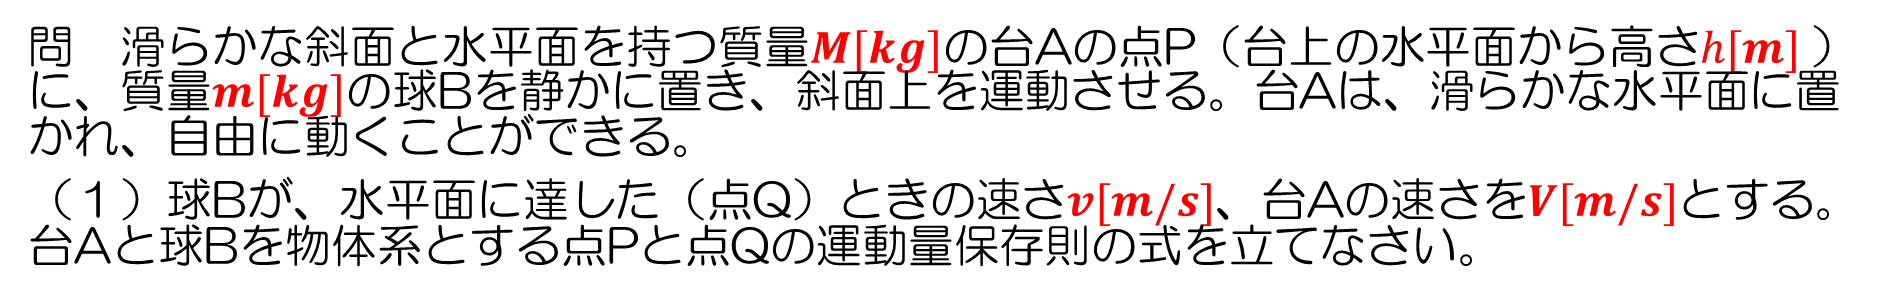 問　滑らかな斜面と水平面を持つ質量M[kg]の台Aの点P（台上の水平面から高さh[m]）
に、質量m[kg]の球Bを静かに置き、斜面上を運動させる。台Aは、滑らかな水平面に置
かれ、自由に動くことができる。
（１）球Bが、水平面に達した（点Q）ときの速さv[m/s]、台Aの速さをV[m/s]とする。
台Aと球Bを物体系とする点Pと点Qの運動量保存則の式を立てなさい。